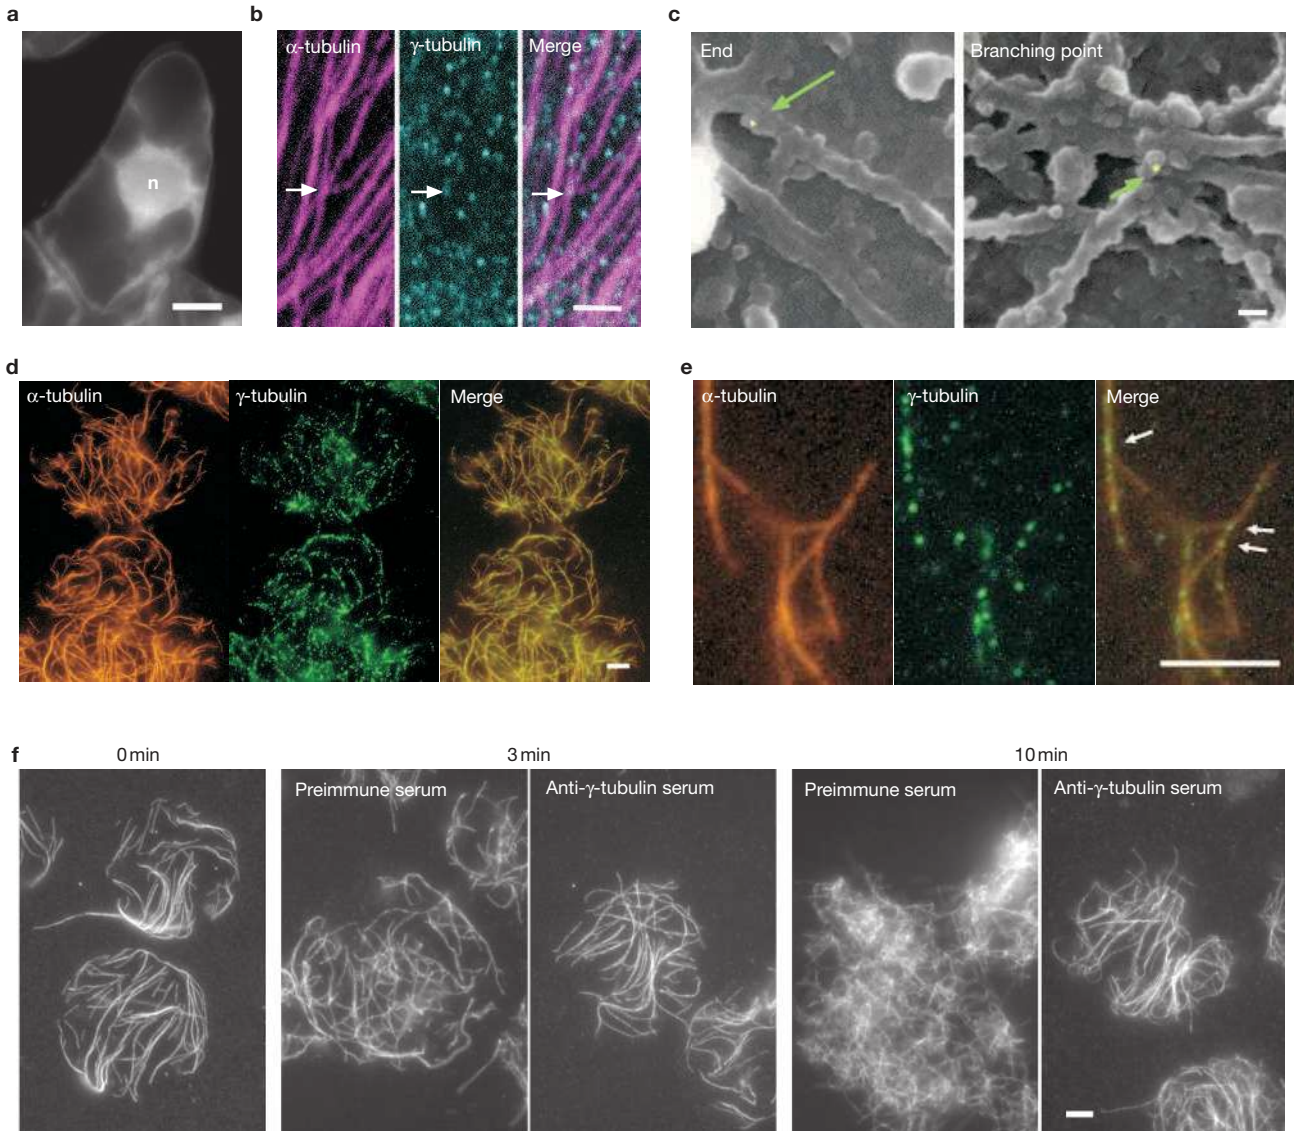 a
b
c
n
α-tubulin
γ-tubulin
Merge
End
Branching point
d
e
α-tubulin
γ-tubulin
Merge
α-tubulin
γ-tubulin
Merge
f
0 min
3 min
10 min
Preimmune serum
Anti-γ-tubulin serum
Preimmune serum
Anti-γ-tubulin serum